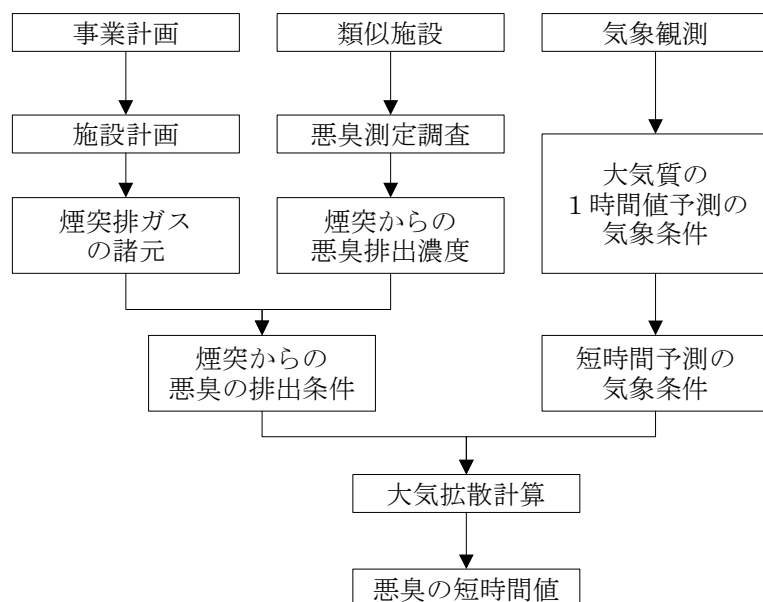 事業計画
類似施設
気象観測
施設計画
悪臭測定調査
大気質の
１時間値予測の
気象条件
煙突排ガス
の諸元
煙突からの
悪臭排出濃度
煙突からの
悪臭の排出条件
短時間予測の
気象条件
大気拡散計算
悪臭の短時間値